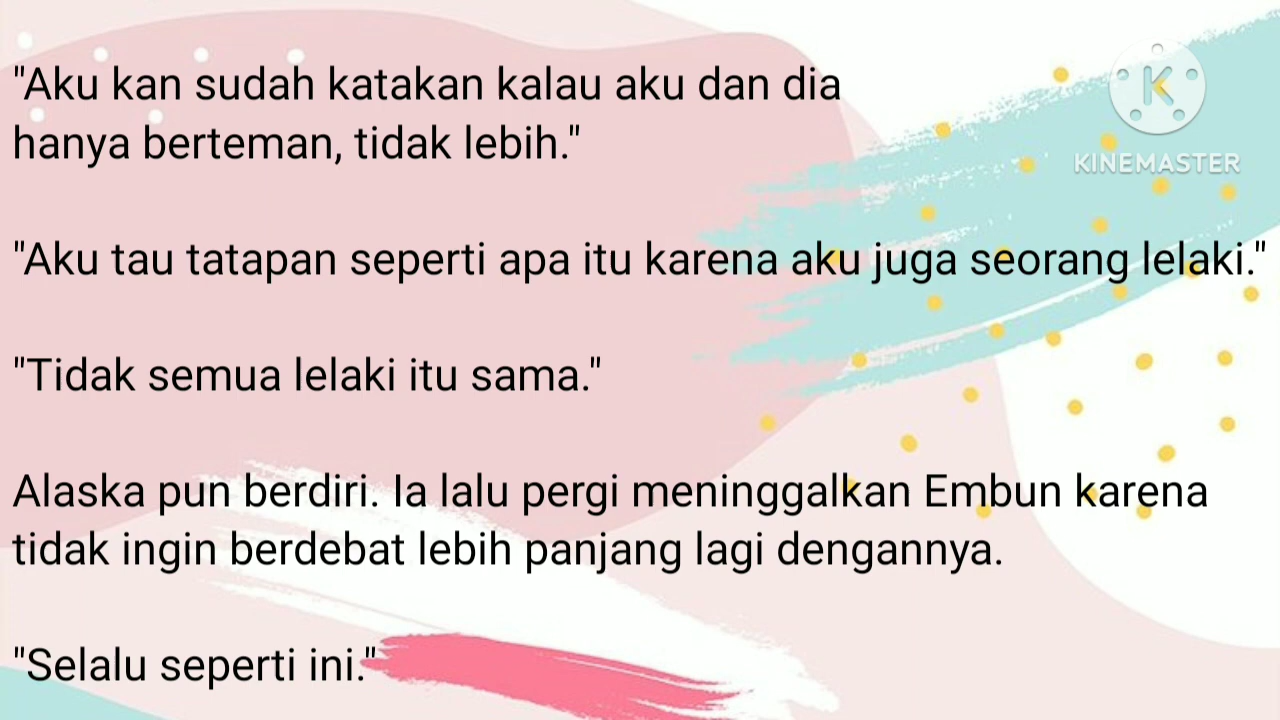 "Aku kan sudah katakan kalau aku dan dia
hanya berteman, tidak lebih."
"Aku tau tatapan seperti apa itu karena aku juga seorang lelaki."
"Tidak semua lelaki itu sama."
Alaska pun berdiri. Ia lalu pergi meninggalkan Embun karena
tidak ingin berdebat lebih panjang lagi dengannya.
"Selalu seperti ini."
K
KINEMASTER